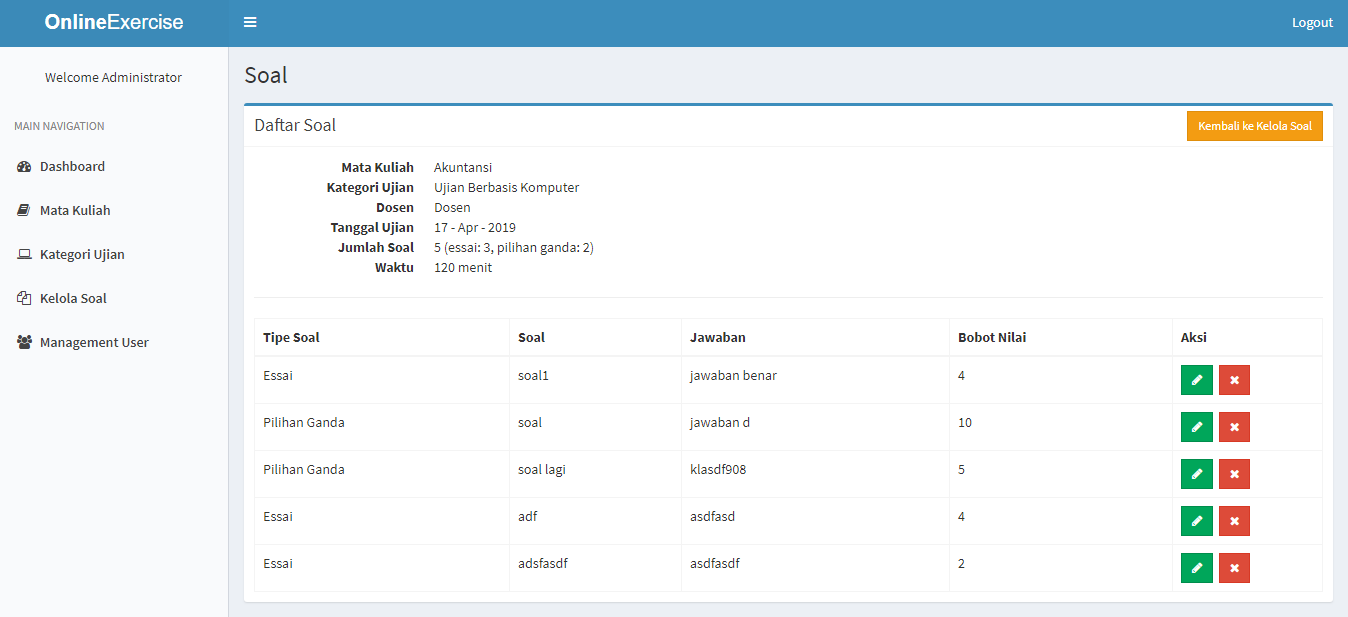 OnlineExercise
Logout
Welcome Administrator
MAIN NAVIGATION
Dashboard
Mata Kuliah
Kategori Ujian
Kelola Soal
Management User
Soal
Daftar Soal
Kembali ke Kelola Soal
Mata Kuliah Akuntansi
Kategori Ujian Ujian Berbasis Komputer
Dosen Dosen
Tanggal Ujian 17 - Apr - 2019
Jumlah Soal 5 (essai: 3, pilihan ganda: 2)
Waktu 120 menit
Tipe Soal Soal Jawaban Bobot Nilai Aksi
Essai soal1 jawaban benar 4
Pilihan Ganda soal jawaban d 10
Pilihan Ganda soal lagi klasdf908 5
Essai adf asdfasd 4
Essai adsfasdf asdfasdf 2